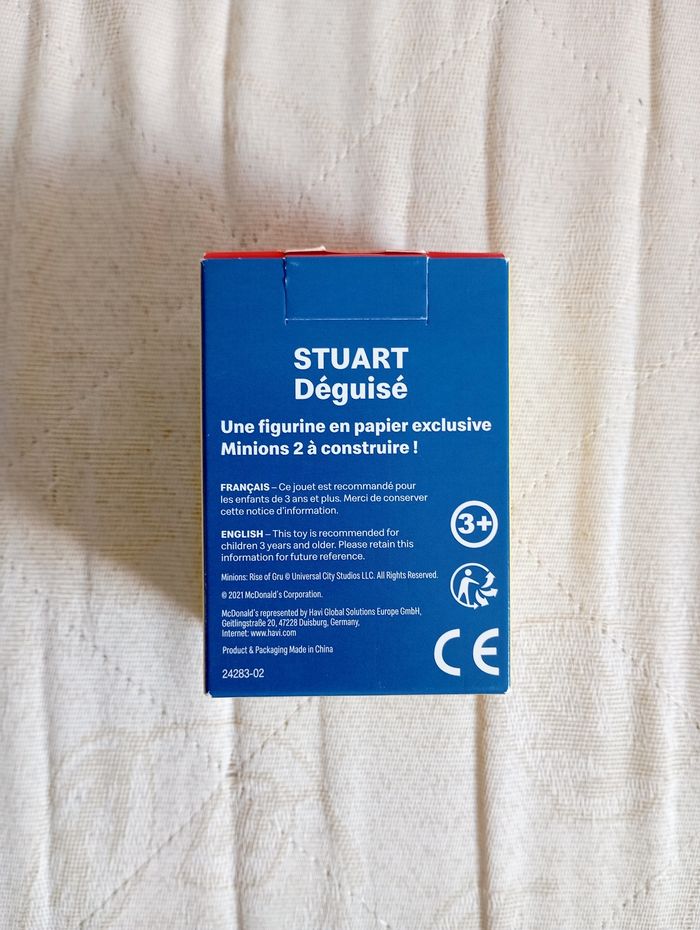 STUART
Déguisé
Une figurine en papier exclusive
Minions 2 à construire !
FRANÇAIS – Ce jouet est recommandé pour
les enfants de 3 ans et plus. Merci de conserver
cette notice d'information.
ENGLISH – This toy is recommended for
children 3 years and older. Please retain this
information for future reference.
Minions: Rise of Gru © Universal City Studios LLC. All Rights Reserved.
© 2021 McDonald's Corporation.
McDonald's represented by Havi Global Solutions Europe GmbH,
Geitlingstraße 20, 47228 Duisburg, Germany,
Internet: www.havi.com
Product & Packaging Made in China
24283-02
3+
CE